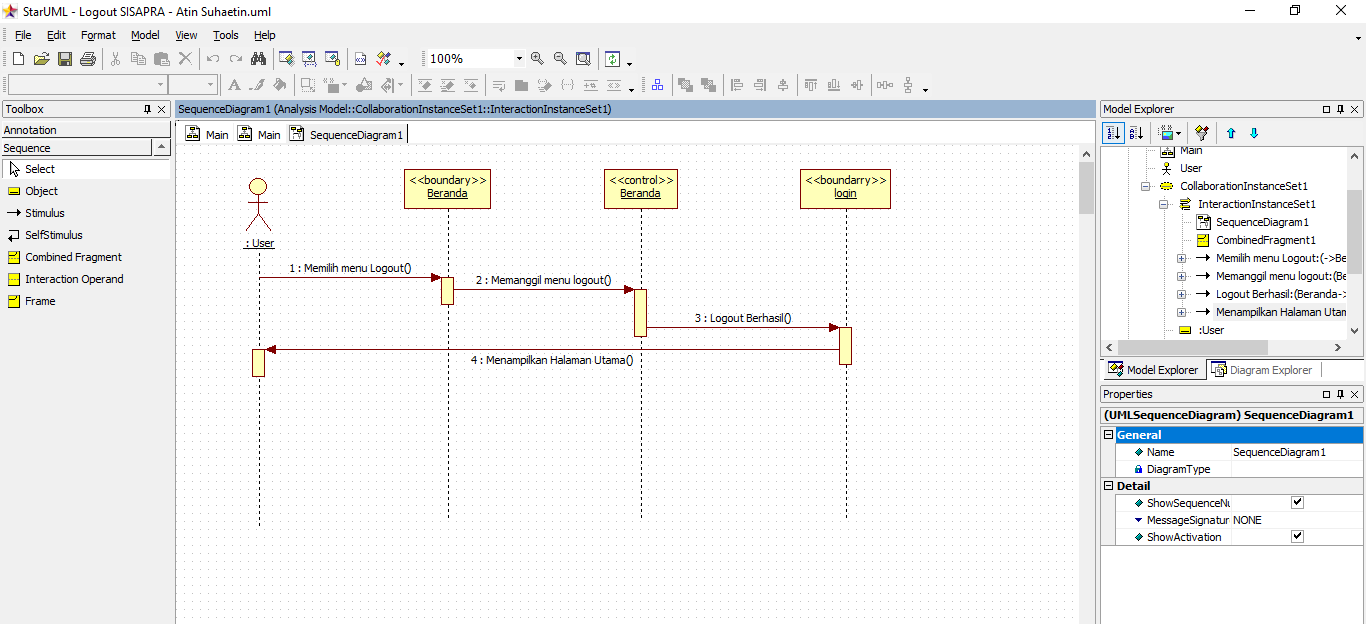 StarUML - Logout SISAPRA - Atin Suhaetin.uml
File Edit Format Model View Tools Help
100%
Toolbox
Annotation
Sequence
Select
Object
Stimulus
SelfStimulus
Combined Fragment
Interaction Operand
Frame
SequenceDiagram1 (Analysis Model::CollaborationInstanceSet1::InteractionInstanceSet1)
Main Main SequenceDiagram1
: User
<<boundary>>
Beranda
<<control>>
Beranda
<<boundarry>>
login
1 : Memilih menu Logout()
2 : Memanggil menu logout()
3 : Logout Berhasil()
4 : Menampilkan Halaman Utama()
Model Explorer
Main
User
CollaborationInstanceSet1
InteractionInstanceSet1
SequenceDiagram1
CombinedFragment1
Memilih menu Logout:(->Be
Memanggil menu logout:(Be
Logout Berhasil:(Beranda->
Menampilkan Halaman Utam
:User
Model Explorer Diagram Explorer
Properties
(UMLSequenceDiagram) SequenceDiagram1
General
Name SequenceDiagram1
DiagramType
Detail
ShowSequenceNu
MessageSignatur NONE
ShowActivation